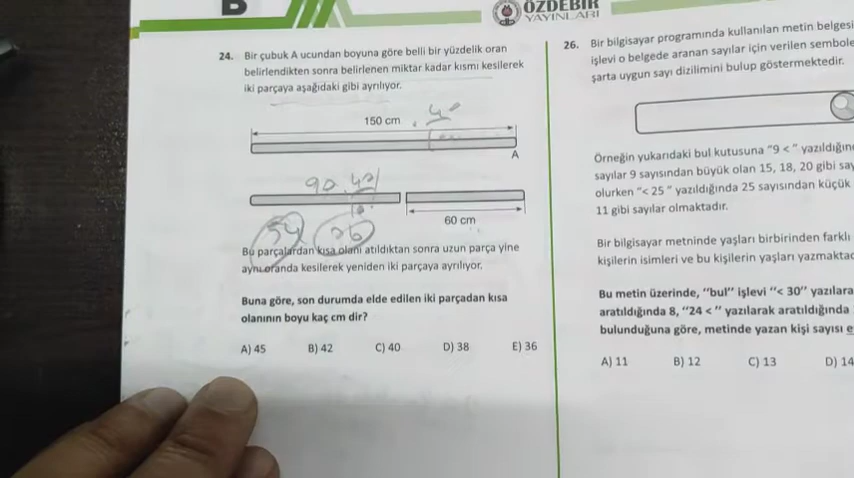 B
ÖZDEBİR
YAYINLARI
24. Bir çubuk A ucundan boyuna göre belli bir yüzdelik oran
belirlendikten sonra belirlenen miktar kadar kısmı kesilerek
iki parçaya aşağıdaki gibi ayrılıyor.
150 cm
A
90
60 cm
54
36
Bu parçalardan kısa olanı atıldıktan sonra uzun parça yine
aynı oranda kesilerek yeniden iki parçaya ayrılıyor.
Buna göre, son durumda elde edilen iki parçadan kısa
olanının boyu kaç cm dir?
A) 45 B) 42 C) 40 D) 38 E) 36
26. Bir bilgisayar programında kullanılan metin belgesi
işlevi o belgede aranan sayılar için verilen sembole
şarta uygun sayı dizilimini bulup göstermektedir.
Örneğin yukarıdaki bul kutusuna "9 < " yazıldığın
sayılar 9 sayısından büyük olan 15, 18, 20 gibi say
olurken "< 25 " yazıldığında 25 sayısından küçük
11 gibi sayılar olmaktadır.
Bir bilgisayar metninde yaşları birbirinden farklı
kişilerin isimleri ve bu kişilerin yaşları yazmaktad
Bu metin üzerinde, "bul" işlevi "< 30" yazılara
aratıldığında 8, "24 < " yazılarak aratıldığında
bulunduğuna göre, metinde yazan kişi sayısı e
A) 11 B) 12 C) 13 D) 14